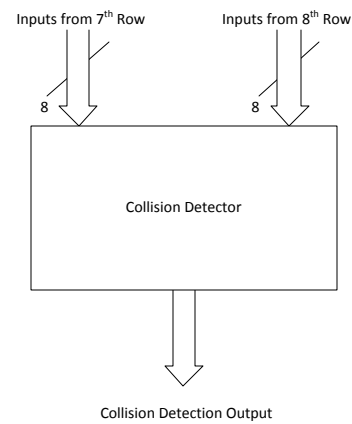 Inputs from 7th Row
Inputs from 8th Row
8
8
Collision Detector
Collision Detection Output